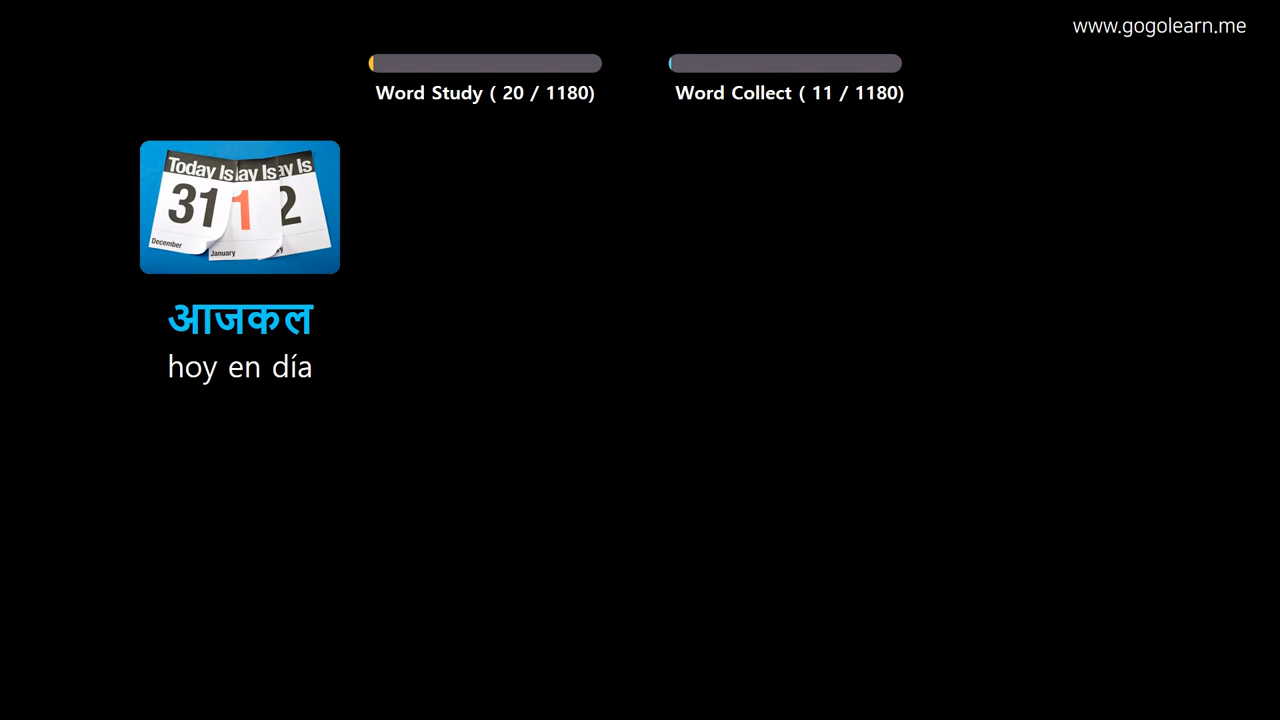 www.gogolearn.me
Word Study ( 20 / 1180)
Word Collect ( 11 / 1180)
Today Is
ay Is
ay Is
31
1
2
December
January
ry
आजकल
hoy en día